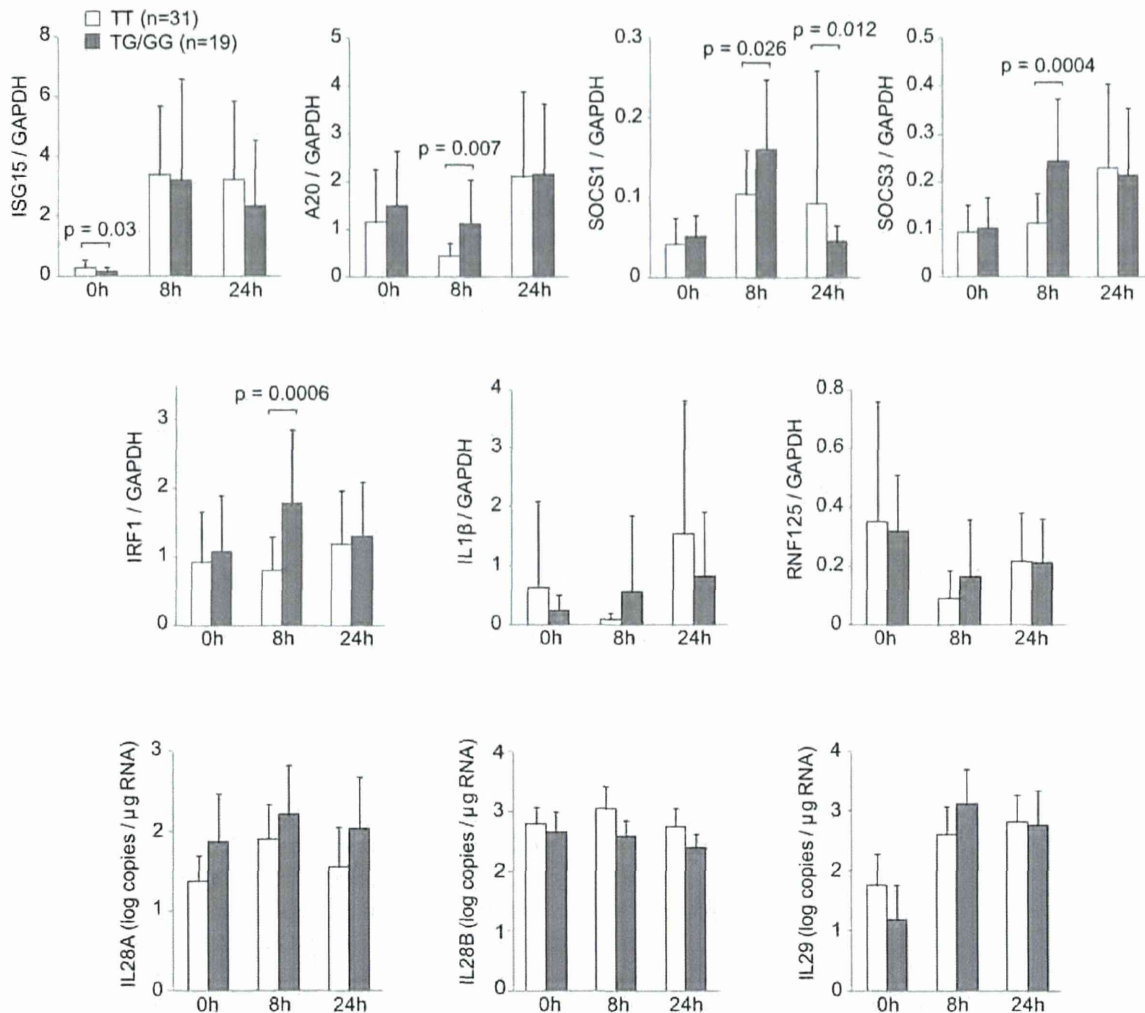 TT (n=31)
TG/GG (n=19)
ISG15 / GAPDH
8
6
4
2
0
p = 0.03
0h 8h 24h
A20 / GAPDH
5
4
3
2
1
0
p = 0.007
0h 8h 24h
SOCS1 / GAPDH
0.3
0.2
0.1
0
p = 0.026
p = 0.012
0h 8h 24h
SOCS3 / GAPDH
0.5
0.4
0.3
0.2
0.1
0
p = 0.0004
0h 8h 24h
IRF1 / GAPDH
3
2
1
0
p = 0.0006
0h 8h 24h
IL1β / GAPDH
4
3
2
1
0
0h 8h 24h
RNF125 / GAPDH
0.8
0.6
0.4
0.2
0
0h 8h 24h
IL28A (log copies / µg RNA)
3
2
1
0
0h 8h 24h
IL28B (log copies / µg RNA)
4
3
2
1
0
0h 8h 24h
IL29 (log copies / µg RNA)
4
3
2
1
0
0h 8h 24h